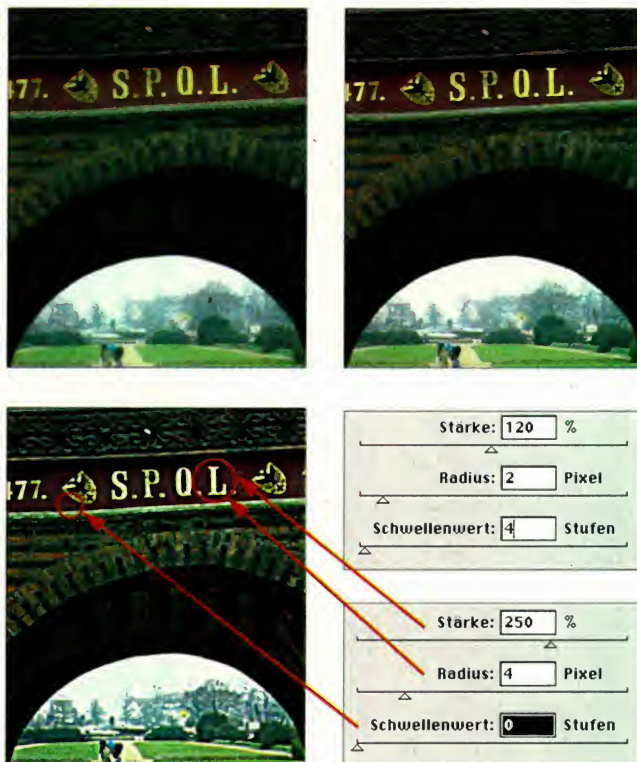 477. S.P.Q.L.
477. S.P.Q.L.
477. S.P.Q.L.
Stärke: 120 %
Radius: 2 Pixel
Schwellenwert: 4 Stufen
Stärke: 250 %
Radius: 4 Pixel
Schwellenwert: 0 Stufen